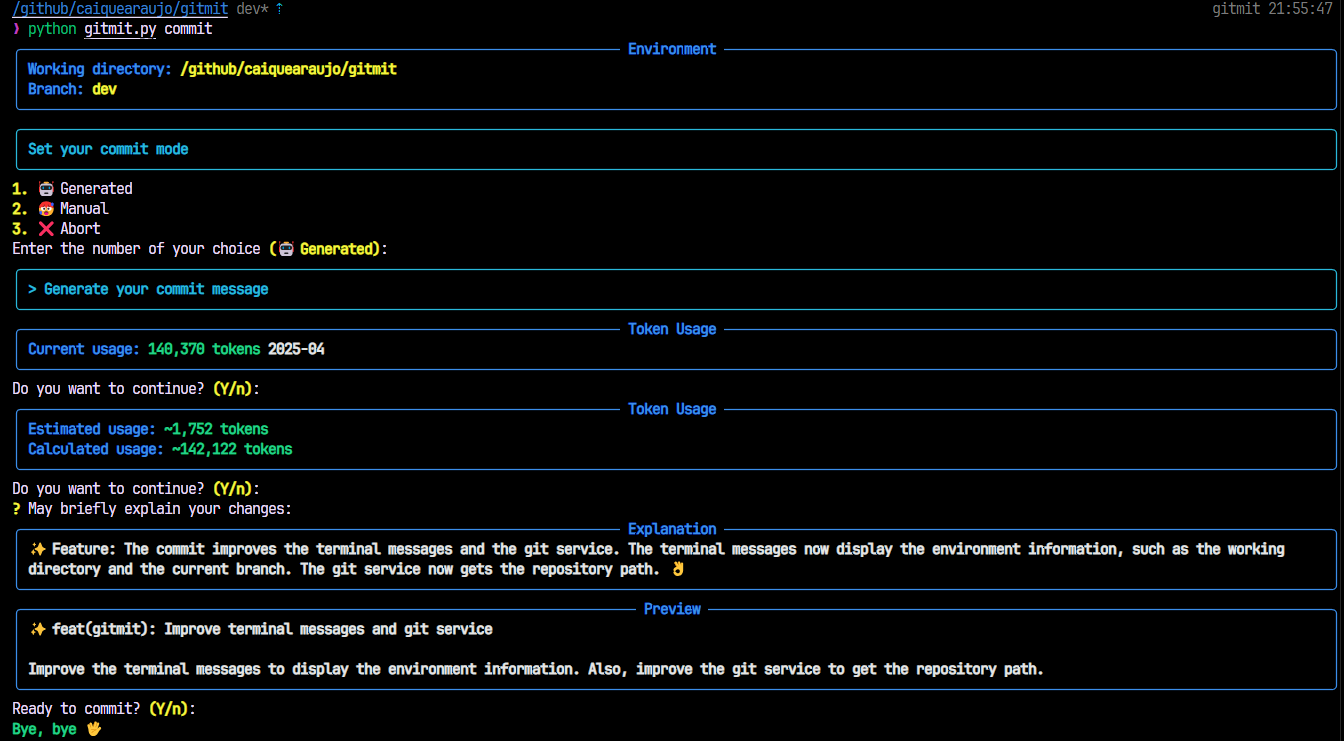 /github/caiquearaujo/gitmit dev* ⇡ gitmit 21:55:47
❯ python gitmit.py commit
Environment
Working directory: /github/caiquearaujo/gitmit
Branch: dev
Set your commit mode
1. 🤖 Generated
2. 🤯 Manual
3. ❌ Abort
Enter the number of your choice (🤖 Generated):
> Generate your commit message
Token Usage
Current usage: 140,370 tokens 2025-04
Do you want to continue? (Y/n):
Token Usage
Estimated usage: ~1,752 tokens
Calculated usage: ~142,122 tokens
Do you want to continue? (Y/n):
? May briefly explain your changes:
Explanation
✨ Feature: The commit improves the terminal messages and the git service. The terminal messages now display the environment information, such as the working
directory and the current branch. The git service now gets the repository path. 👌
Preview
✨ feat(gitmit): Improve terminal messages and git service
Improve the terminal messages to display the environment information. Also, improve the git service to get the repository path.
Ready to commit? (Y/n):
Bye, bye 🖖